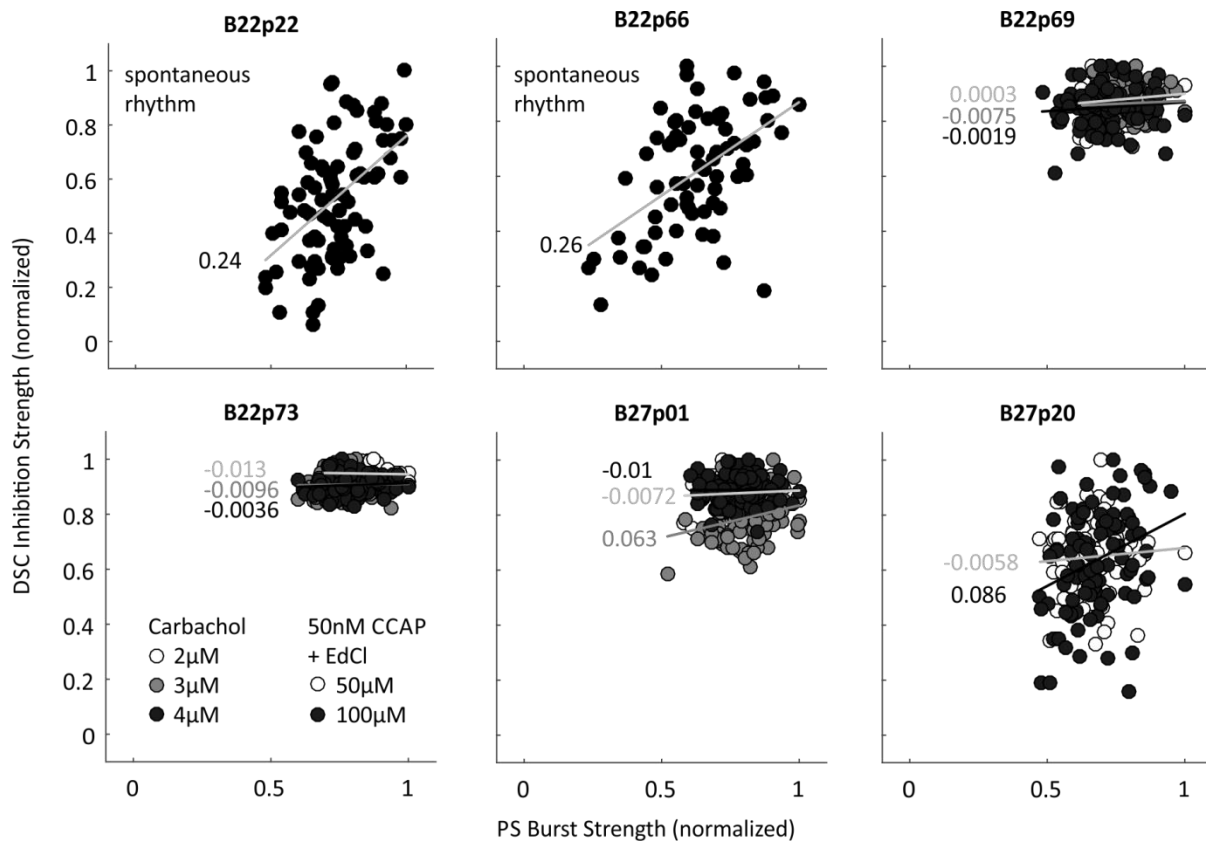 B22p22
B22p66
B22p69
1
0.8
0.6
0.4
0.2
0
spontaneous
rhythm
0.24
spontaneous
rhythm
0.26
0.0003
-0.0075
-0.0019
0
0.5
1
DSC Inhibition Strength (normalized)
B22p73
B27p01
B27p20
1
0.8
0.6
0.4
0.2
0
-0.013
-0.0096
-0.0036
Carbachol
2μM
3μM
4μM
50nM CCAP
+ EdCl
50μM
100μM
-0.01
-0.0072
0.063
-0.0058
0.086
0 0.5 1
0 0.5 1
0 0.5 1
PS Burst Strength (normalized)